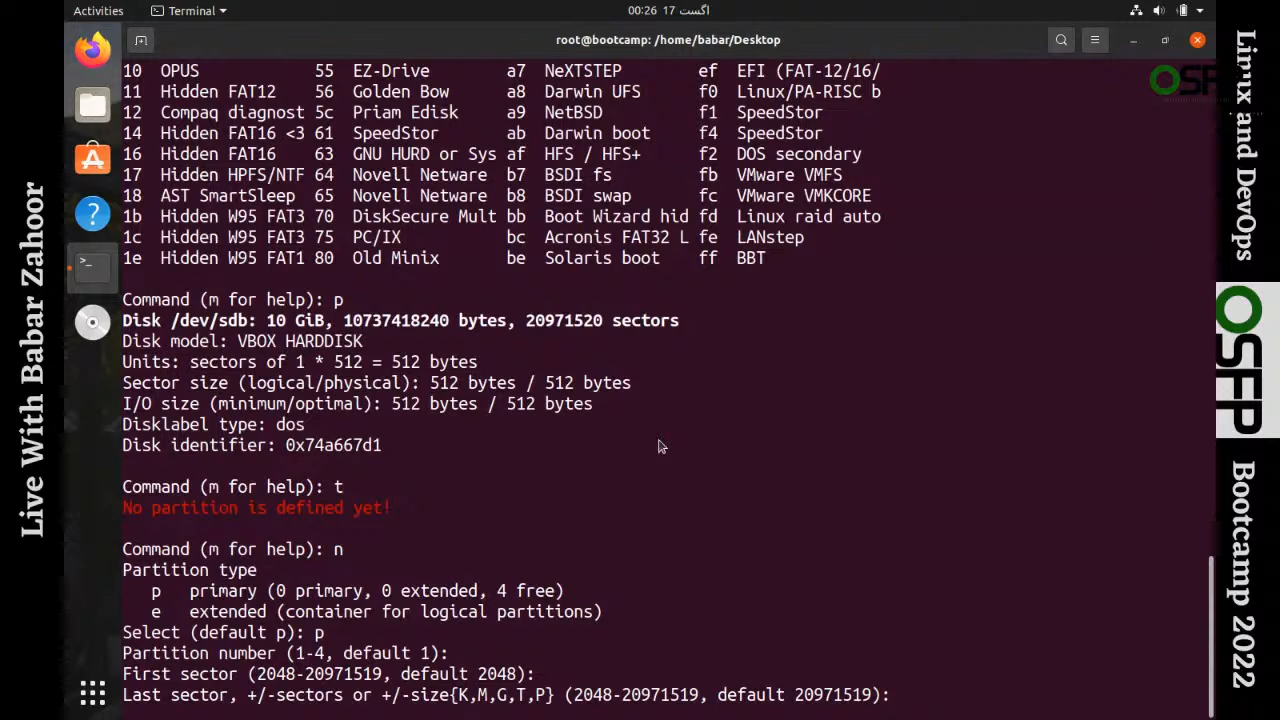 Activities
Terminal
00:26 17 اگست
root@bootcamp: /home/babar/Desktop
10 OPUS 55 EZ-Drive a7 NeXTSTEP ef EFI (FAT-12/16/
11 Hidden FAT12 56 Golden Bow a8 Darwin UFS f0 Linux/PA-RISC b
12 Compaq diagnost 5c Priam Edisk a9 NetBSD f1 SpeedStor
14 Hidden FAT16 <3 61 SpeedStor ab Darwin boot f4 SpeedStor
16 Hidden FAT16 63 GNU HURD or Sys af HFS / HFS+ f2 DOS secondary
17 Hidden HPFS/NTF 64 Novell Netware b7 BSDI fs fb VMware VMFS
18 AST SmartSleep 65 Novell Netware b8 BSDI swap fc VMware VMKCORE
1b Hidden W95 FAT3 70 DiskSecure Mult bb Boot Wizard hid fd Linux raid auto
1c Hidden W95 FAT3 75 PC/IX bc Acronis FAT32 L fe LANstep
1e Hidden W95 FAT1 80 Old Minix be Solaris boot ff BBT
Command (m for help): p
Disk /dev/sdb: 10 GiB, 10737418240 bytes, 20971520 sectors
Disk model: VBOX HARDDISK
Units: sectors of 1 * 512 = 512 bytes
Sector size (logical/physical): 512 bytes / 512 bytes
I/O size (minimum/optimal): 512 bytes / 512 bytes
Disklabel type: dos
Disk identifier: 0x74a667d1
Command (m for help): t
No partition is defined yet!
Command (m for help): n
Partition type
p primary (0 primary, 0 extended, 4 free)
e extended (container for logical partitions)
Select (default p): p
Partition number (1-4, default 1):
First sector (2048-20971519, default 2048):
Last sector, +/-sectors or +/-size{K,M,G,T,P} (2048-20971519, default 20971519):
Live With Babar Zahoor
Linux and DevOps
OSFP
Bootcamp 2022